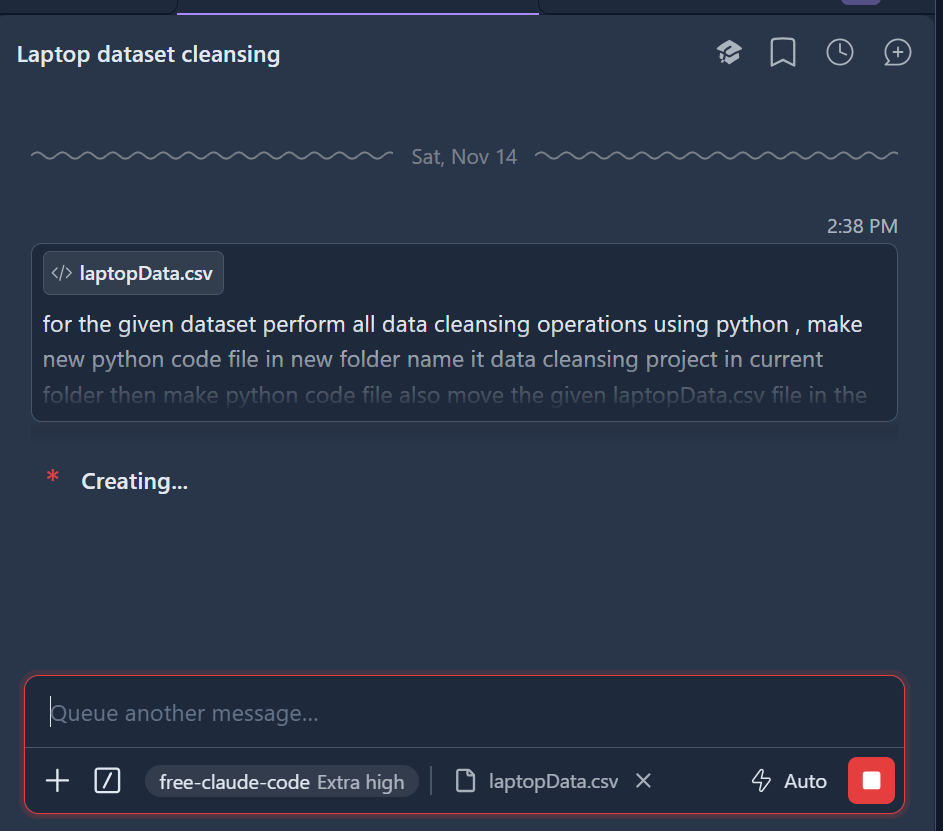 Laptop dataset cleansing
Sat, Nov 14
2:38 PM
</> laptopData.csv
for the given dataset perform all data cleansing operations using python , make
new python code file in new folder name it data cleansing project in current
folder then make python code file also move the given laptopData.csv file in the
* Creating...
Queue another message...
free-claude-code Extra high
laptopData.csv
Auto